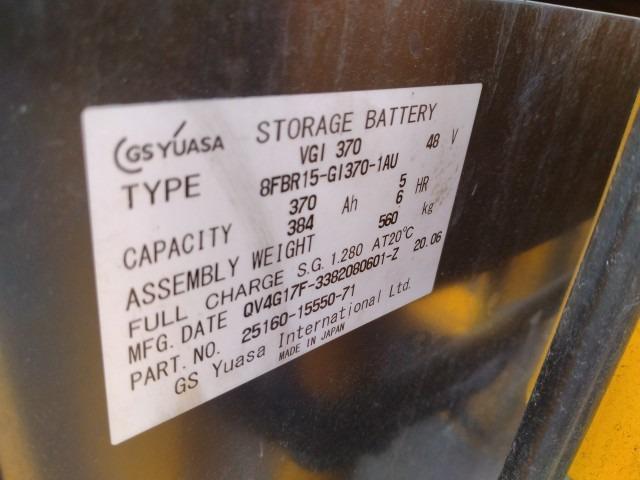 GS YUASA STORAGE BATTERY
VGI 370 48 V
TYPE 8FBR15-GI370-1AU
370 5
CAPACITY 384 Ah 6 HR
ASSEMBLY WEIGHT 560 kg
FULL CHARGE S.G. 1.280 AT20°C
MFG. DATE QV4G17F-3382080601-Z 20.06
PART. NO. 25160-15550-71
GS Yuasa International Ltd.
MADE IN JAPAN